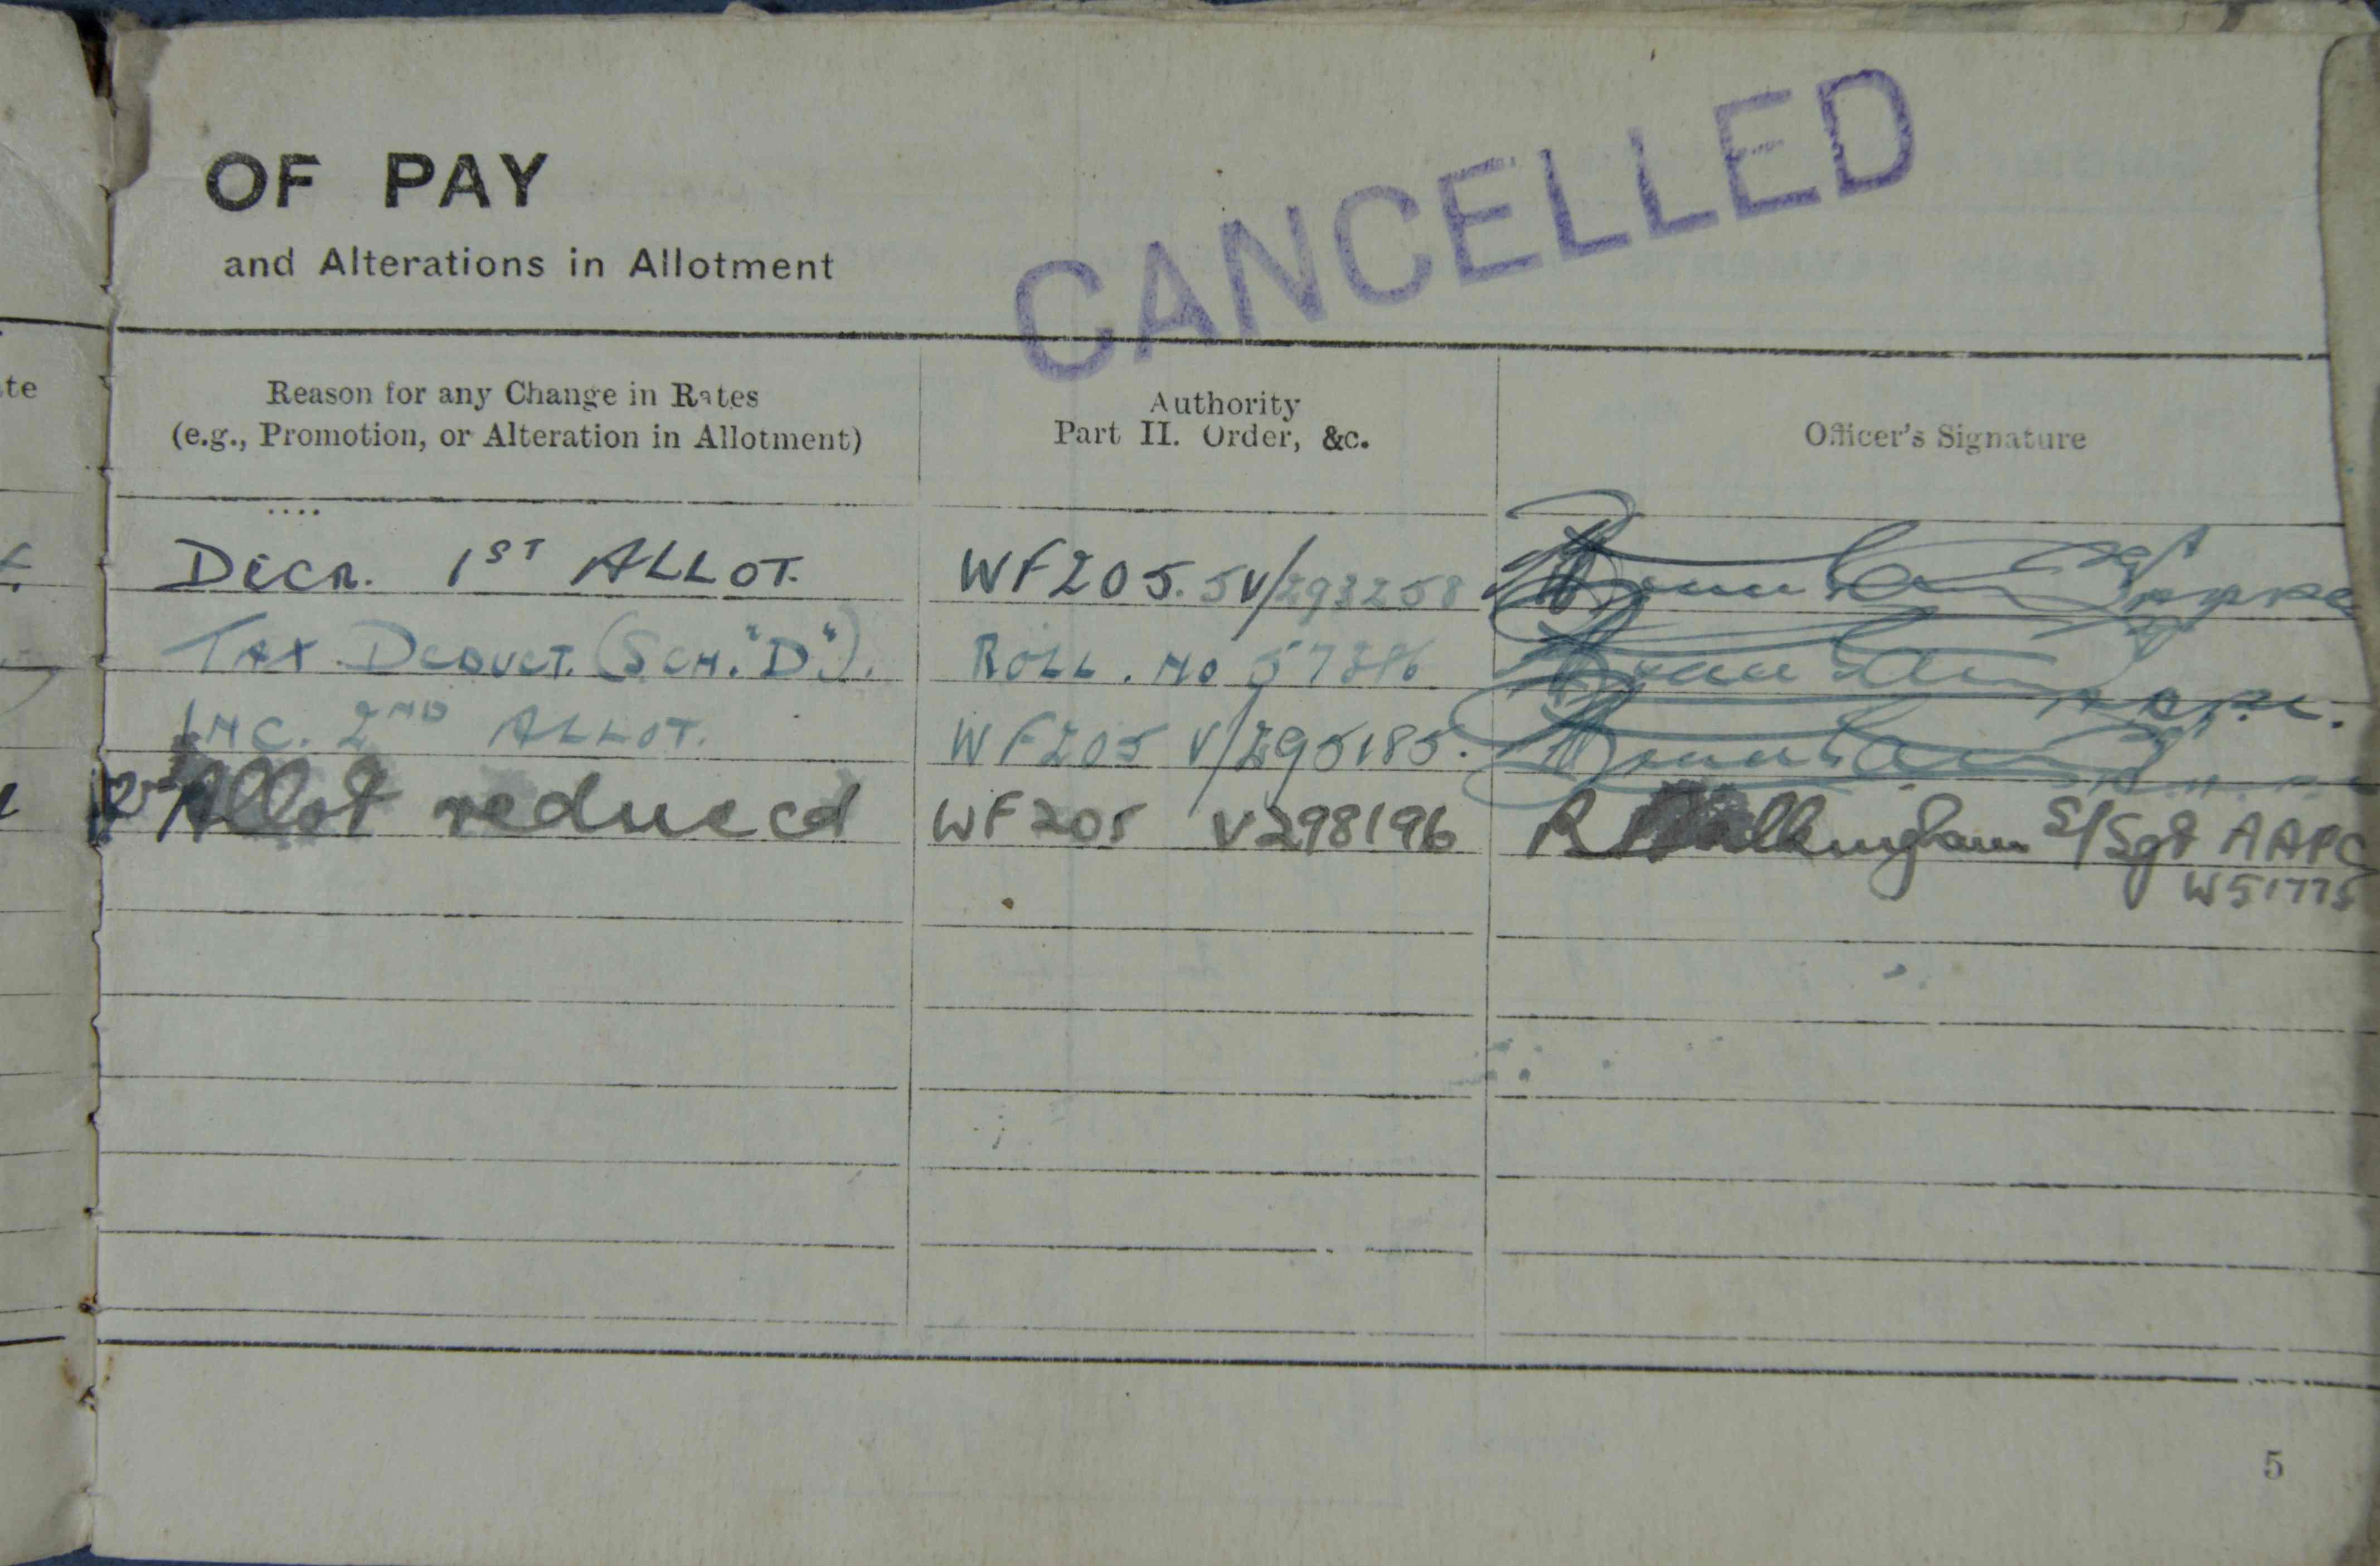 CANCELLED
OF PAY
and Alterations in Allotment
te
Reason for any Change in Rates
(e.g., Promotion, or Alteration in Allotment)
Authority
Part II. Order, &c.
Officer's Signature
DECR. 1ST ALLOT. WF205. 5V/293258
TAX DEDUCT. (SCH. "D"). ROLL. NO
INC. 2ND ALLOT. WF205 V/295185.
Allot reduced WF205 V298196 R S/Sgt AAPC
W51775
5